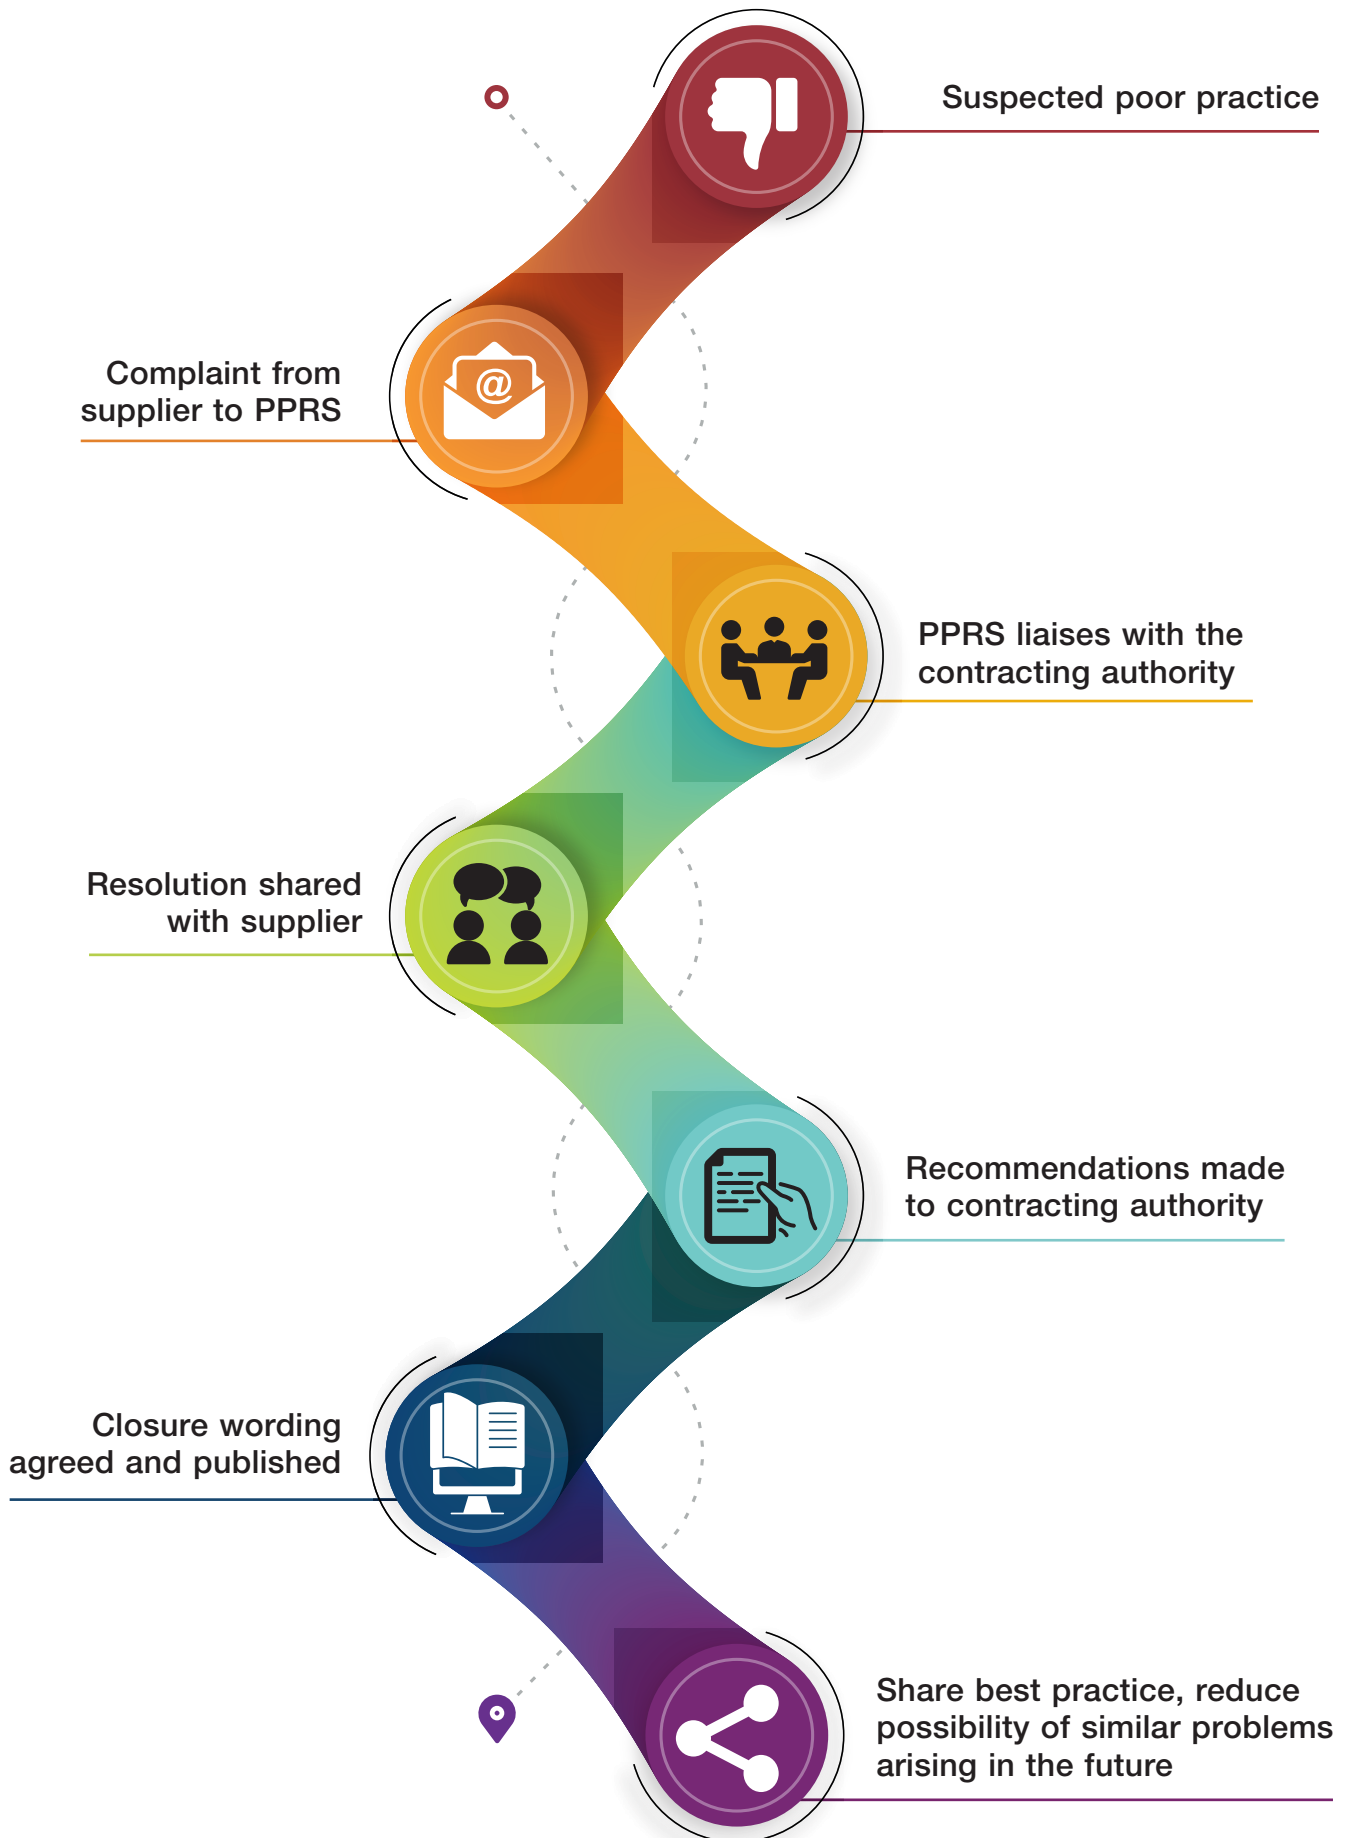 Suspected poor practice
Complaint from
supplier to PPRS
@
PPRS liaises with the
contracting authority
Resolution shared
with supplier
Recommendations made
to contracting authority
Closure wording
agreed and published
Share best practice, reduce
possibility of similar problems
arising in the future